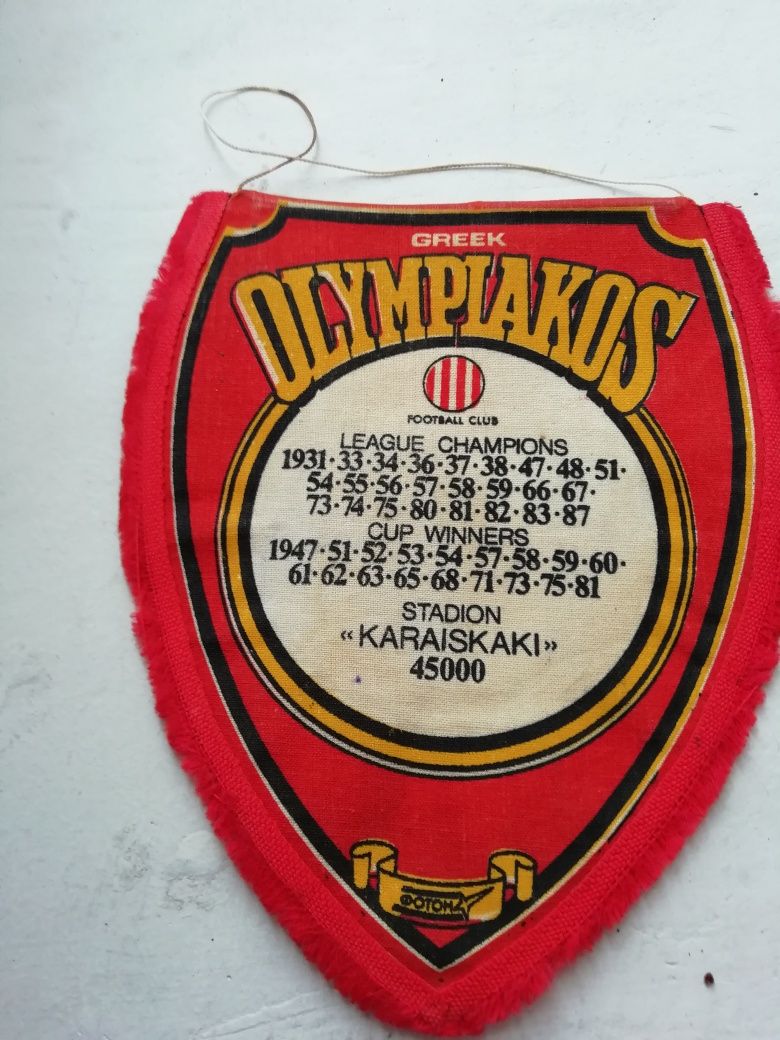 GREEK
OLYMPIAKOS
FOOTBALL CLUB
LEAGUE CHAMPIONS
1931·33·34·36·37·38·47·48·51·
54·55·56·57·58·59·66·67·
73·74·75·80·81·82·83·87
CUP WINNERS
1947·51·52·53·54·57·58·59·60·
61·62·63·65·68·71·73·75·81
STADION
«KARAISKAKI»
45000
ФОТОН